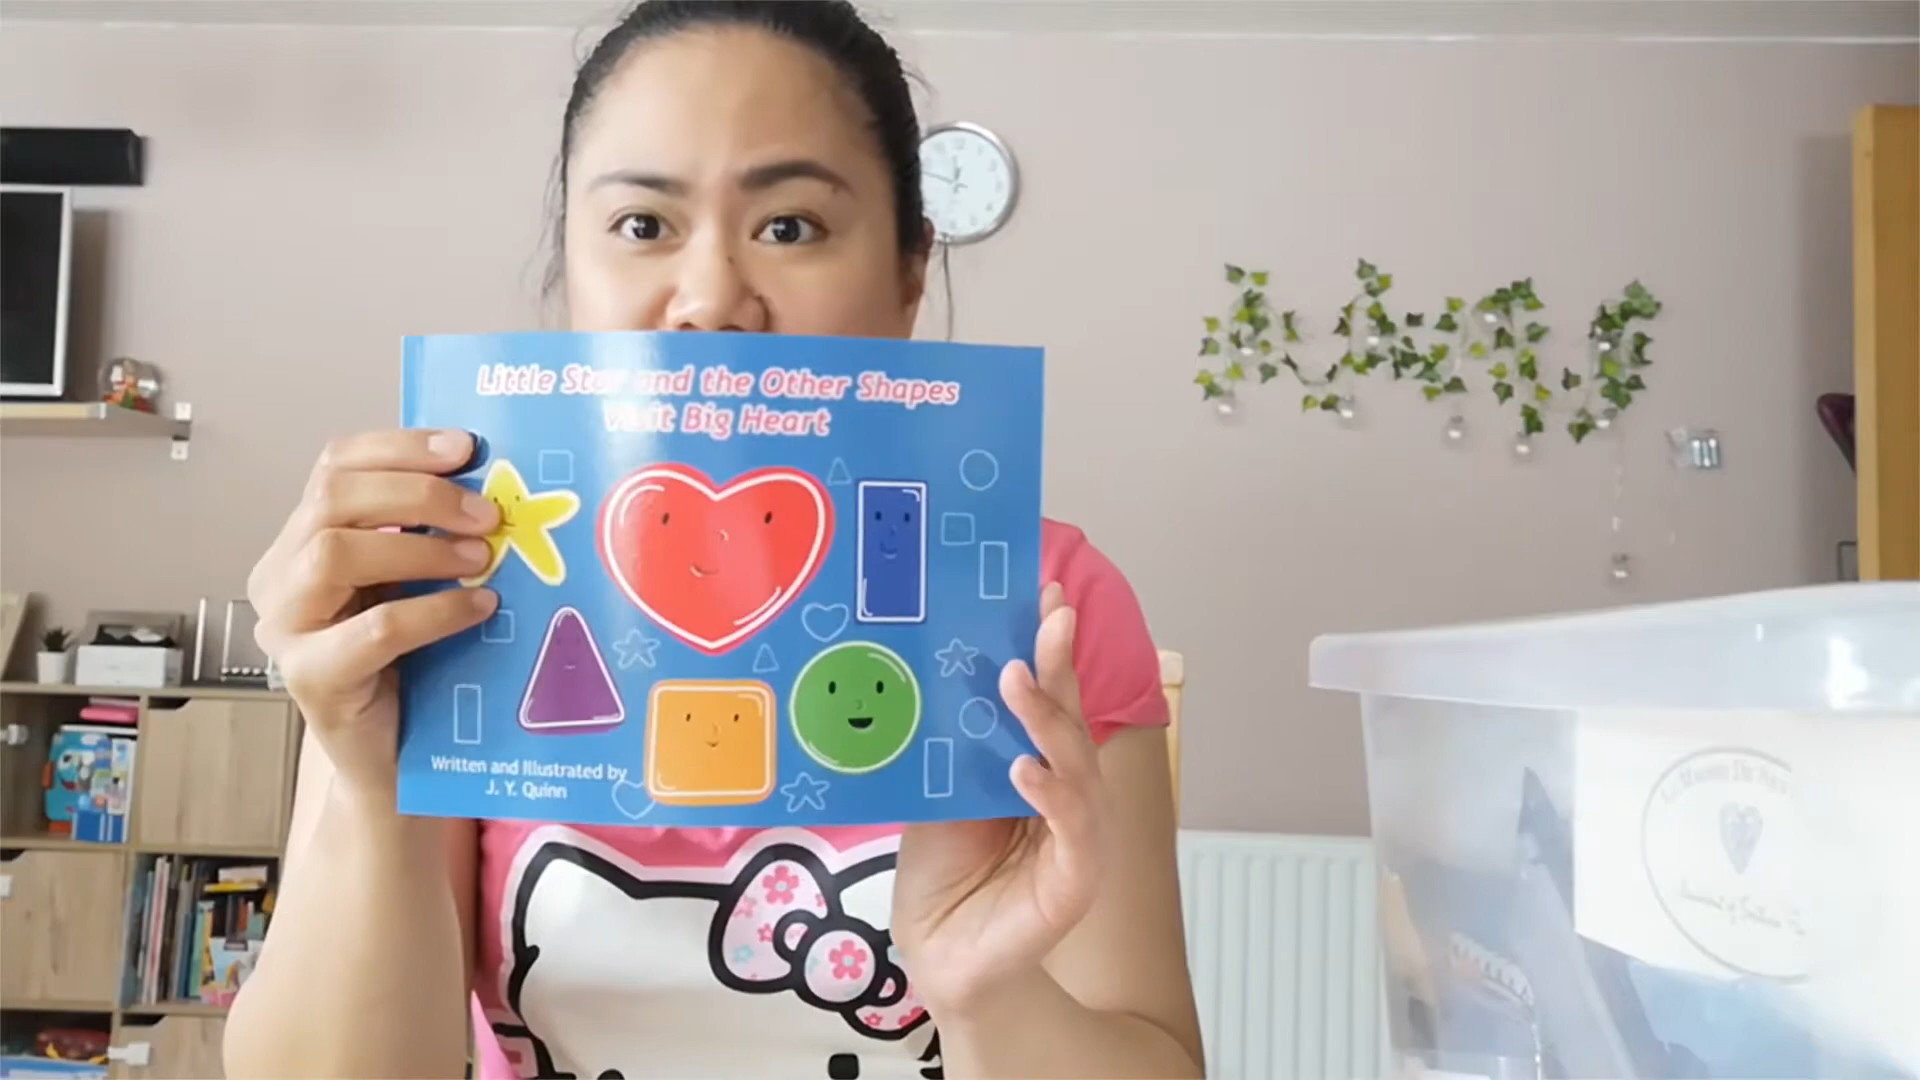 Little Star and the Other Shapes
Visit Big Heart
Written and Illustrated by
J. Y. Quinn